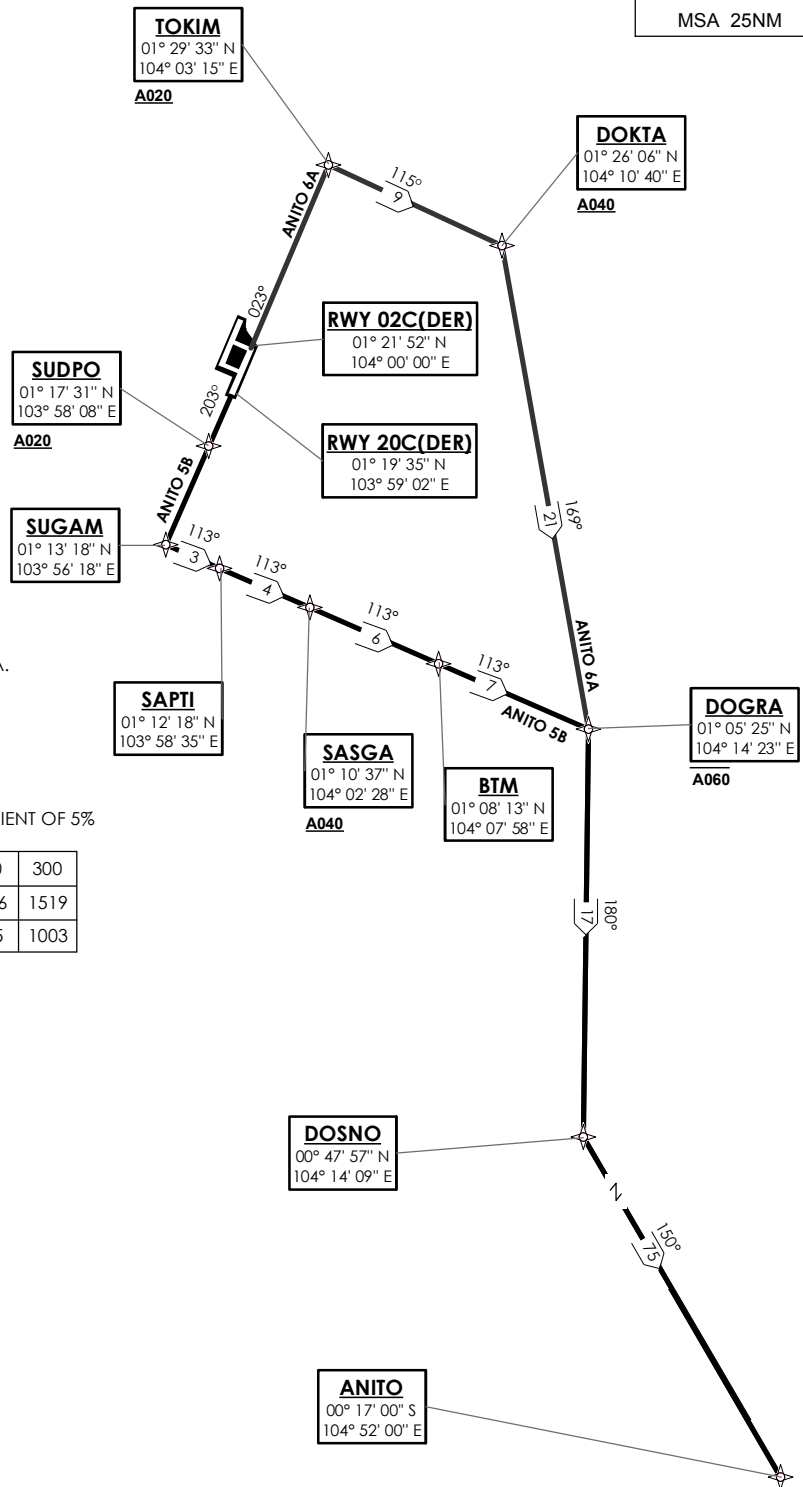 MSA 25NM
TOKIM
01° 29' 33" N
104° 03' 15" E
A020
DOKTA
01° 26' 06" N
104° 10' 40" E
A040
115°
9
ANITO 6A
023°
RWY 02C(DER)
01° 21' 52" N
104° 00' 00" E
SUDPO
01° 17' 31" N
103° 58' 08" E
A020
203°
RWY 20C(DER)
01° 19' 35" N
103° 59' 02" E
ANITO 5B
169°
21
SUGAM
01° 13' 18" N
103° 56' 18" E
113°
3
113°
4
113°
6
113°
7
ANITO 5B
ANITO 6A
A.
SAPTI
01° 12' 18" N
103° 58' 35" E
SASGA
01° 10' 37" N
104° 02' 28" E
A040
BTM
01° 08' 13" N
104° 07' 58" E
DOGRA
01° 05' 25" N
104° 14' 23" E
A060
IENT OF 5%
300
1519
1003
180°
17
DOSNO
00° 47' 57" N
104° 14' 09" E
150°
75
ANITO
00° 17' 00" S
104° 52' 00" E